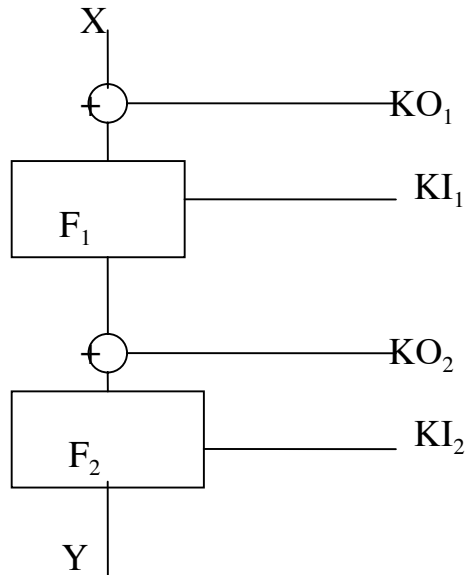 X
+ KO₁
KI₁
F₁
+ KO₂
KI₂
F₂
Y